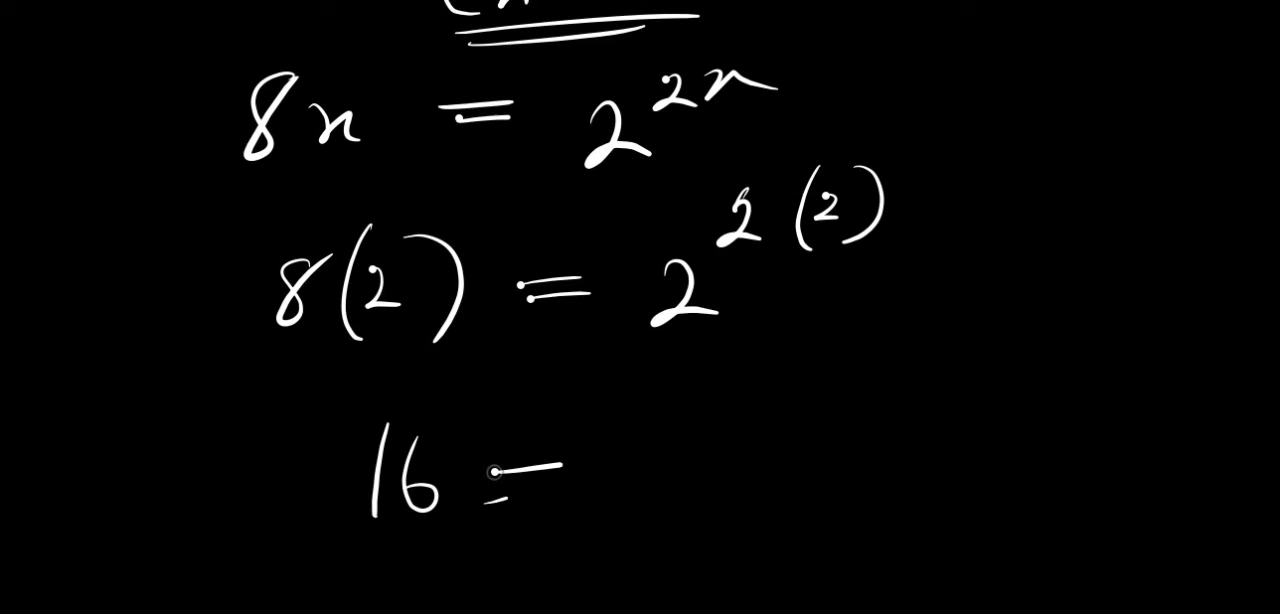 8x = 2^{2x}
8(2) = 2^{2(2)}
16 =